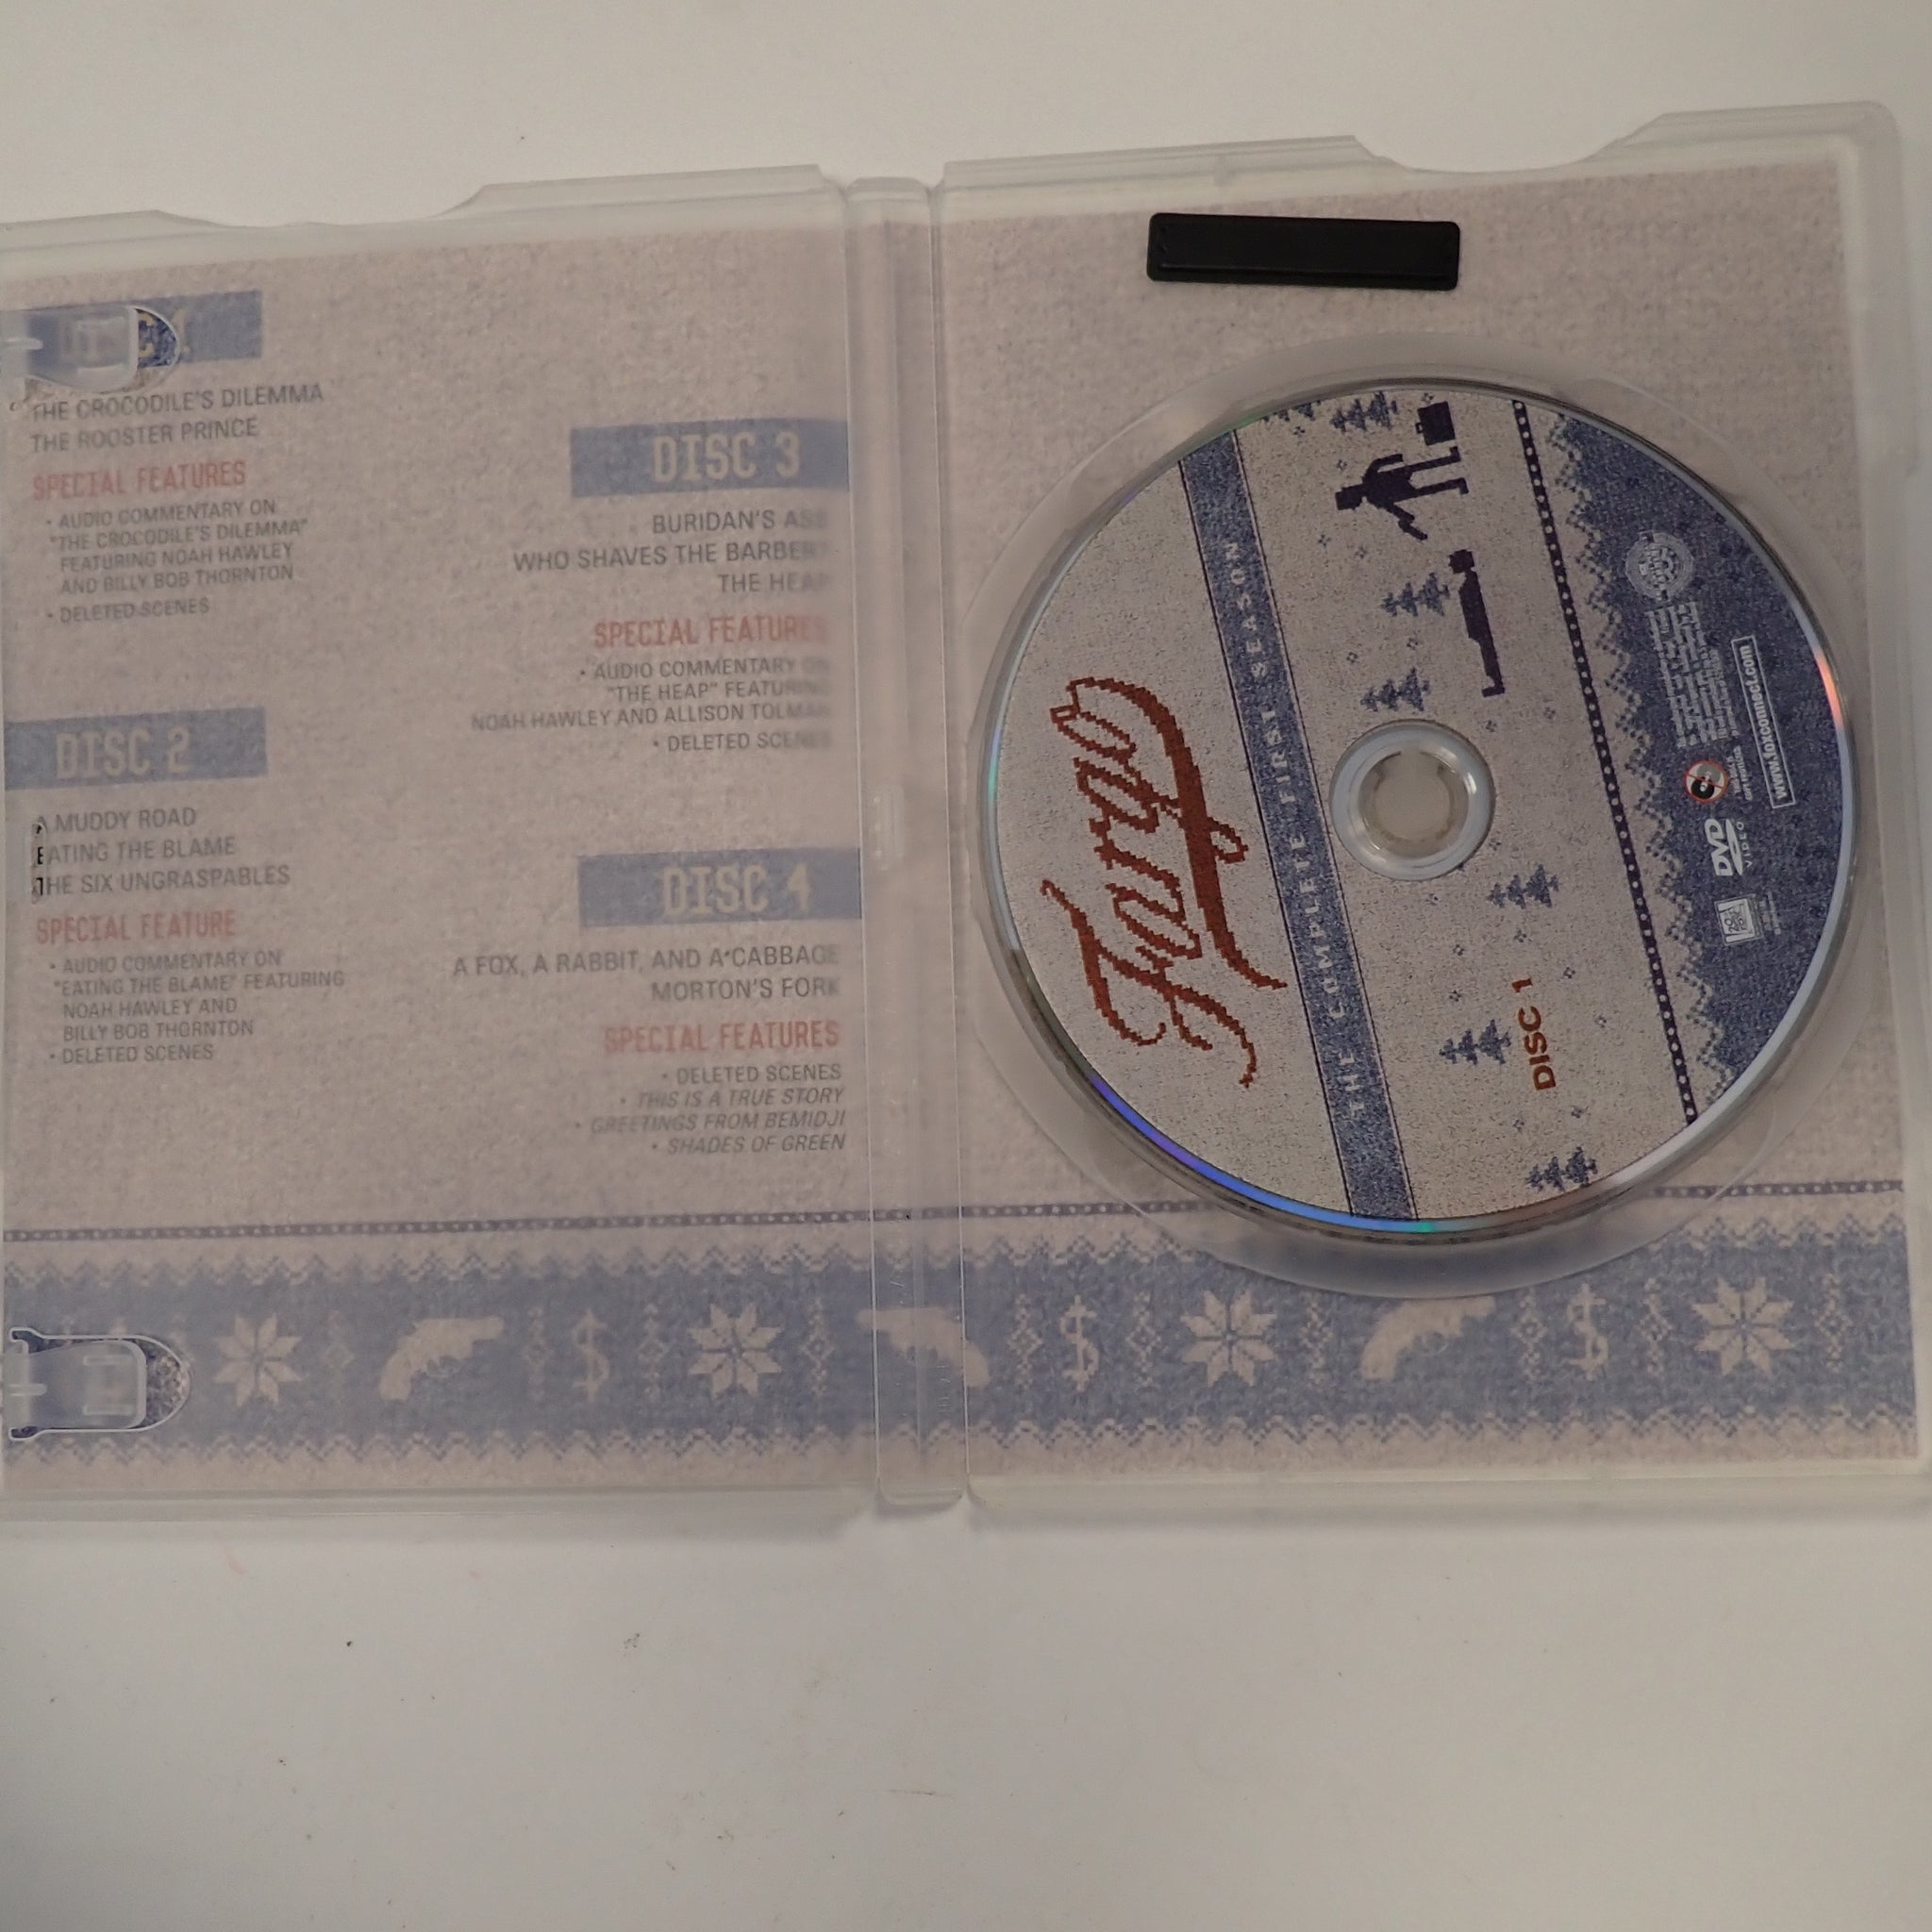 DISC 1
THE CROCODILE'S DILEMMA
THE ROOSTER PRINCE
SPECIAL FEATURES
• AUDIO COMMENTARY ON
"THE CROCODILE'S DILEMMA"
FEATURING NOAH HAWLEY
AND BILLY BOB THORNTON
• DELETED SCENES
DISC 2
A MUDDY ROAD
EATING THE BLAME
THE SIX UNGRASPABLES
SPECIAL FEATURE
• AUDIO COMMENTARY ON
"EATING THE BLAME" FEATURING
NOAH HAWLEY AND
BILLY BOB THORNTON
• DELETED SCENES
DISC 3
BURIDAN'S ASS
WHO SHAVES THE BARBER?
THE HEAP
SPECIAL FEATURES
• AUDIO COMMENTARY ON
"THE HEAP" FEATURING
NOAH HAWLEY AND ALLISON TOLMAN
• DELETED SCENES
DISC 4
A FOX, A RABBIT, AND A CABBAGE
MORTON'S FORK
SPECIAL FEATURES
• DELETED SCENES
• THIS IS A TRUE STORY
• GREETINGS FROM BEMIDJI
• SHADES OF GREEN
Fargo
THE COMPLETE FIRST SEASON
DISC 1
DVD
VIDEO
www.foxconnect.com